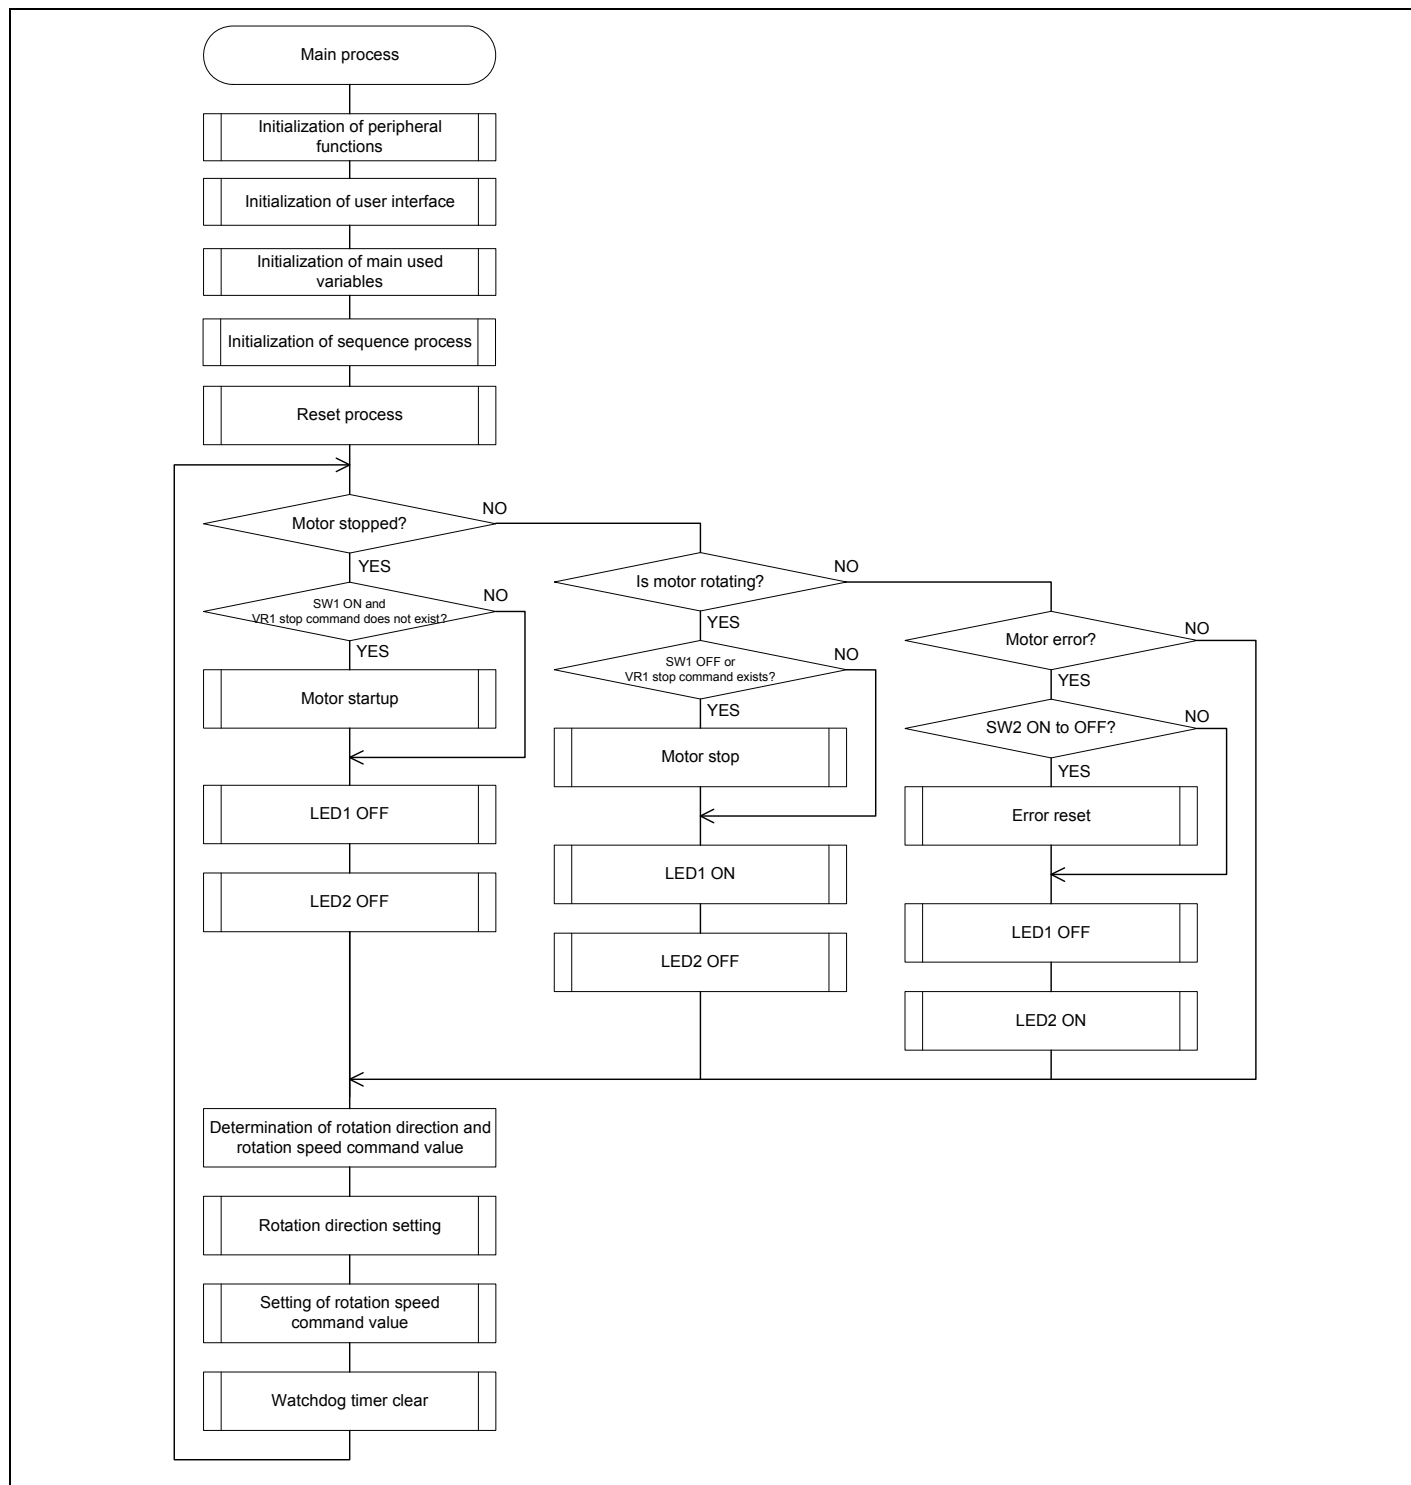 Main process
Initialization of peripheral
functions
Initialization of user interface
Initialization of main used
variables
Initialization of sequence process
Reset process
Motor stopped?
NO
YES
SW1 ON and
VR1 stop command does not exist?
NO
YES
Motor startup
LED1 OFF
LED2 OFF
Is motor rotating?
NO
YES
SW1 OFF or
VR1 stop command exists?
NO
YES
Motor stop
LED1 ON
LED2 OFF
Motor error?
NO
YES
SW2 ON to OFF?
NO
YES
Error reset
LED1 OFF
LED2 ON
Determination of rotation direction and
rotation speed command value
Rotation direction setting
Setting of rotation speed
command value
Watchdog timer clear